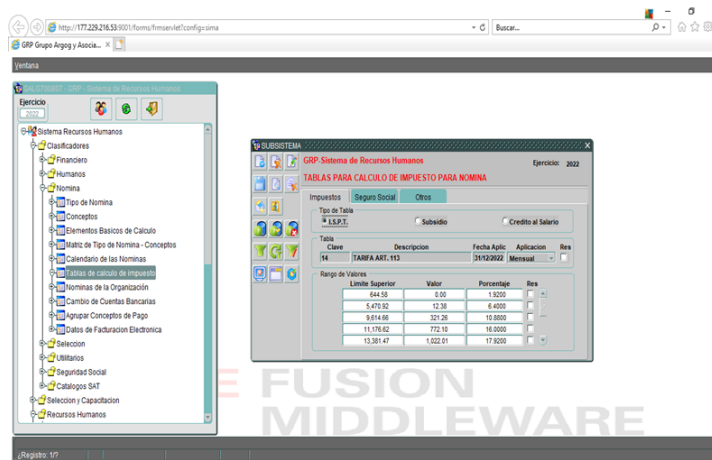 http://177.229.216.53:9001/forms/frmservlet?config=sima
Buscar...
GRP Grupo Argog y Asocia...
Ventana
GRP - Sistema de Recursos Humanos
Ejercicio
2022
Sistema Recursos Humanos
Clasificadores
Financiero
Humanos
Nomina
Tipo de Nomina
Conceptos
Elementos Basicos de Calculo
Matriz de Tipo de Nomina - Conceptos
Calendario de las Nominas
Tablas de calculo de impuesto
Nominas de la Organización
Cambio de Cuentas Bancarias
Agrupar Conceptos de Pago
Datos de Facturacion Electronica
Seleccion
Utilitarios
Seguridad Social
Catalogos SAT
Seleccion y Capacitacion
Recursos Humanos
SUBSISTEMA
GRP-Sistema de Recursos Humanos
Ejercicio: 2022
TABLAS PARA CALCULO DE IMPUESTO PARA NOMINA
Impuestos Seguro Social Otros
Tipo de Tabla
I.S.P.T. Subsidio Credito al Salario
Tabla
Clave Descripcion Fecha Aplic Aplicacion Res
14 TARIFA ART. 113 31/12/2022 Mensual
Rango de Valores
Limite Superior Valor Porcentaje Res
644.58 0.00 1.9200
5,470.92 12.38 6.4000
9,614.66 321.26 10.8800
11,176.62 772.10 16.0000
13,381.47 1,022.01 17.9200
E FUSION
MIDDLEWARE
¿Registro: 1/?